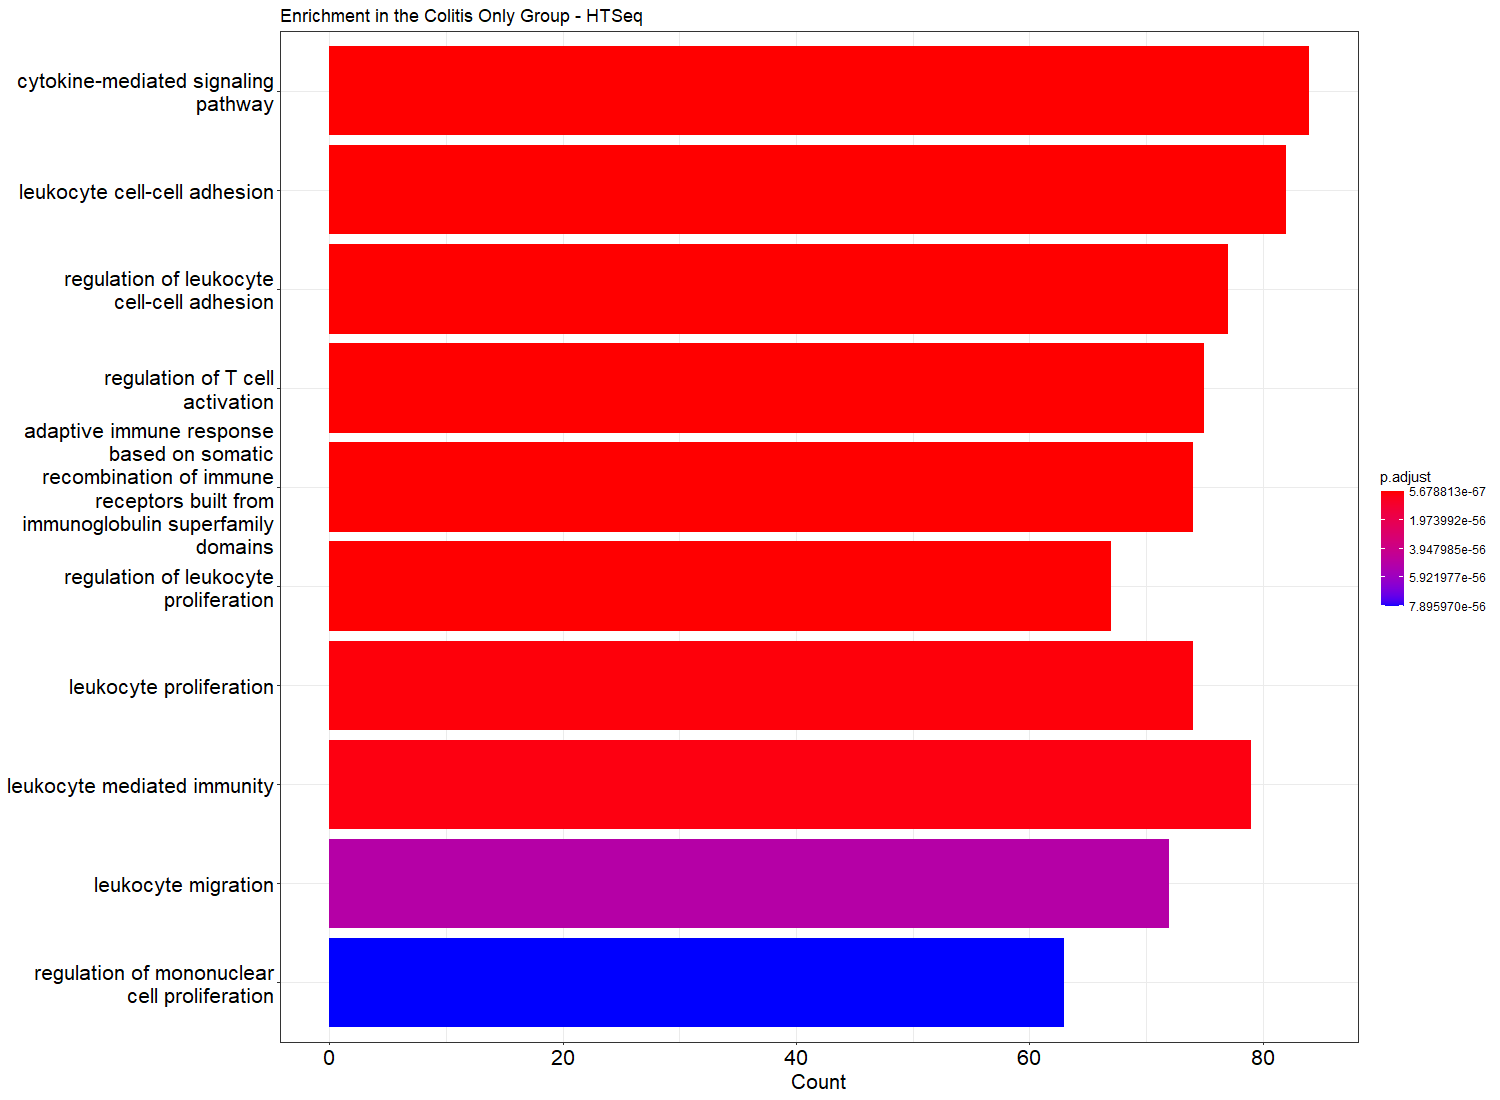 Enrichment in the Colitis Only Group - HTSeq
cytokine-mediated signaling
pathway
leukocyte cell-cell adhesion
regulation of leukocyte
cell-cell adhesion
regulation of T cell
activation
adaptive immune response
based on somatic
recombination of immune
receptors built from
immunoglobulin superfamily
domains
regulation of leukocyte
proliferation
leukocyte proliferation
leukocyte mediated immunity
leukocyte migration
regulation of mononuclear
cell proliferation
0 20 40 60 80
Count
p.adjust
5.678813e-67
1.973992e-56
3.947985e-56
5.921977e-56
7.895970e-56